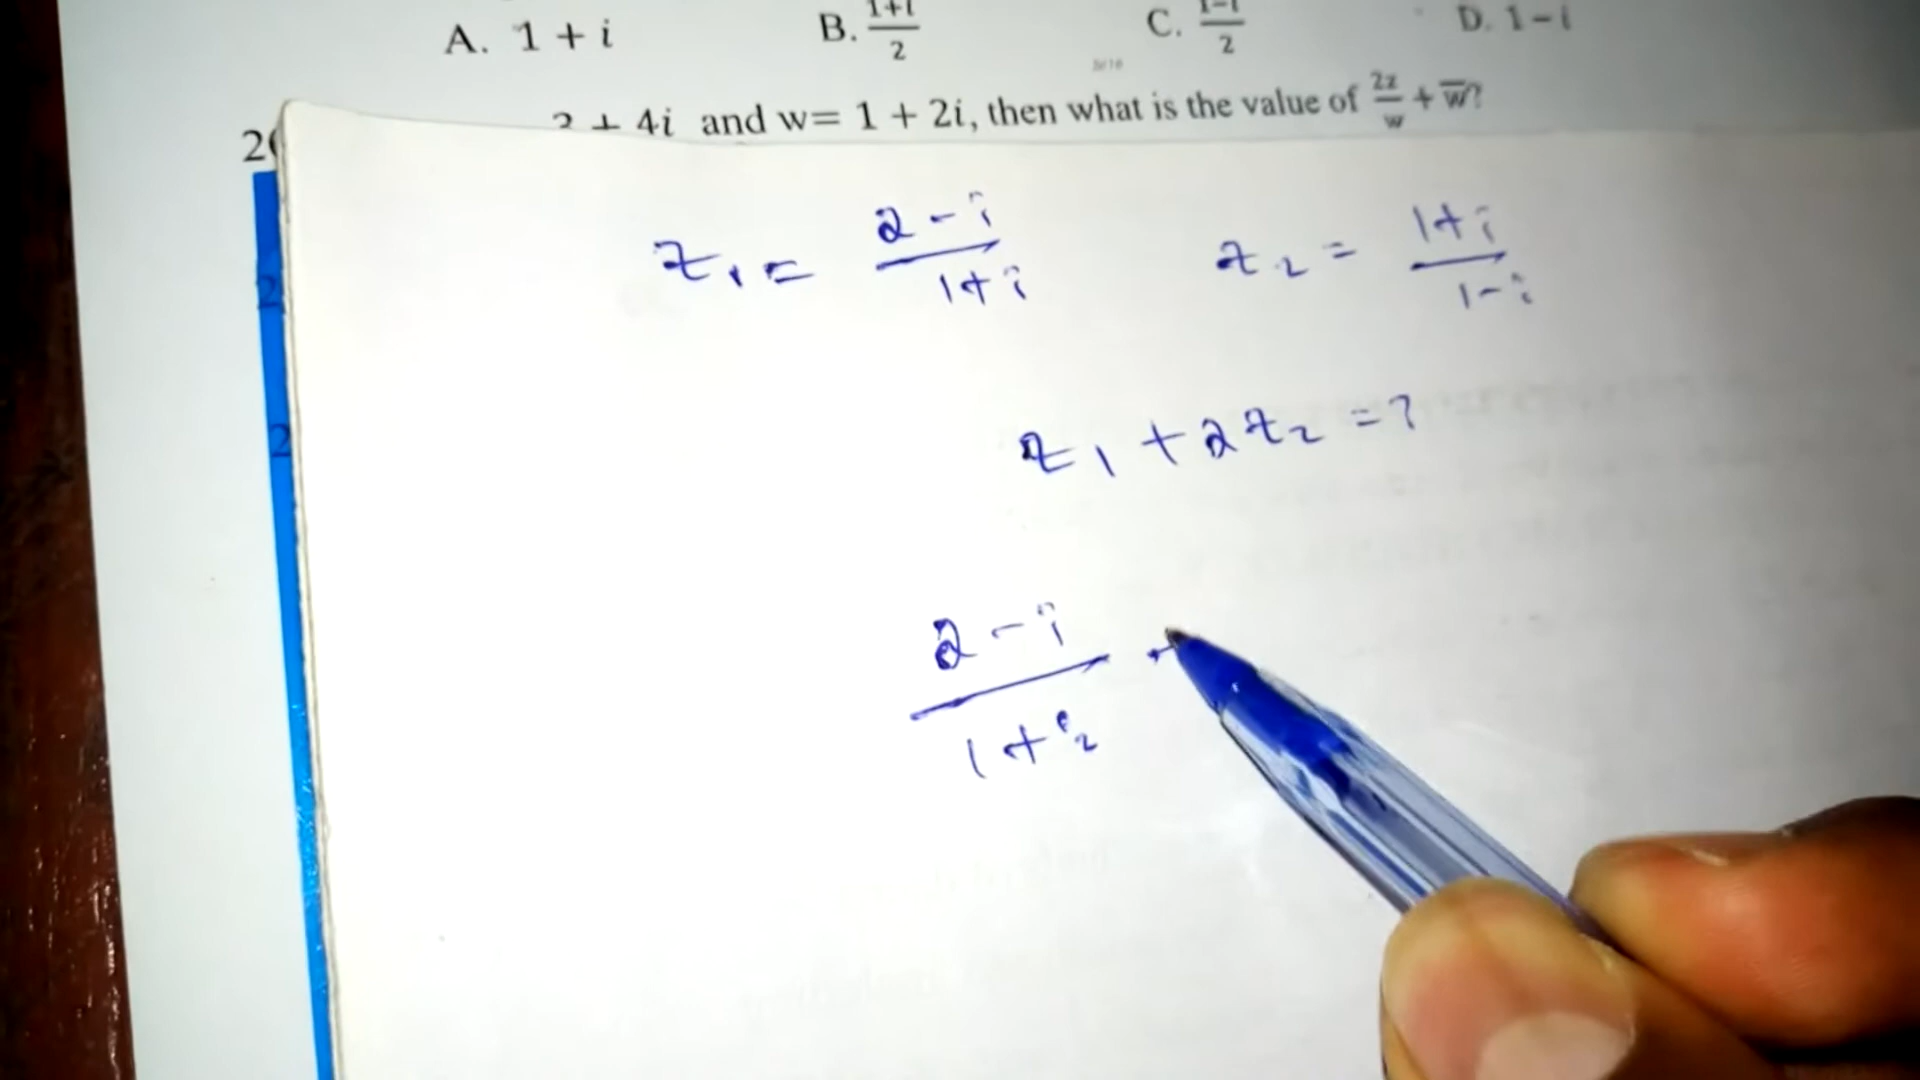 A. 1 + i B. 1+i/2 C. 1−i/2 D. 1 − i
2 + 4i and w= 1 + 2i, then what is the value of 2z/w + w̅?
z₁ = 2 - i / 1+i z₂ = 1+i / 1-i
z₁ + 2z₂ = ?
2 - i / 1 + i